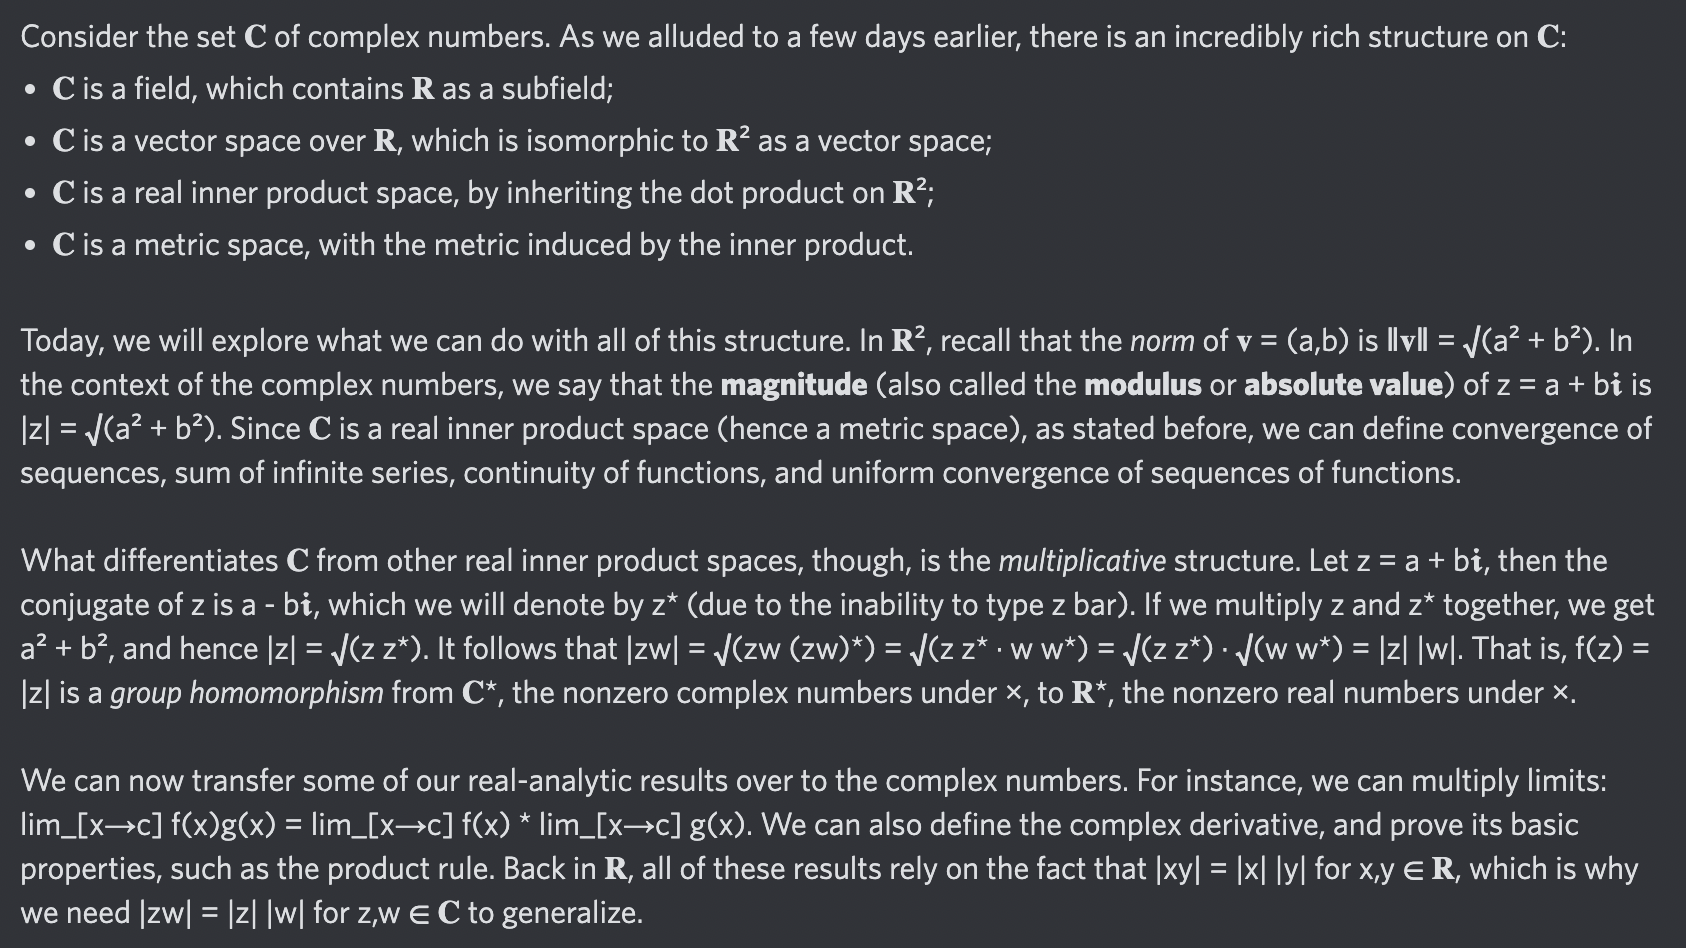 Consider the set C of complex numbers. As we alluded to a few days earlier, there is an incredibly rich structure on C:
• C is a field, which contains R as a subfield;
• C is a vector space over R, which is isomorphic to R² as a vector space;
• C is a real inner product space, by inheriting the dot product on R²;
• C is a metric space, with the metric induced by the inner product.
Today, we will explore what we can do with all of this structure. In R², recall that the norm of v = (a,b) is ‖v‖ = √(a² + b²). In
the context of the complex numbers, we say that the magnitude (also called the modulus or absolute value) of z = a + bi is
|z| = √(a² + b²). Since C is a real inner product space (hence a metric space), as stated before, we can define convergence of
sequences, sum of infinite series, continuity of functions, and uniform convergence of sequences of functions.
What differentiates C from other real inner product spaces, though, is the multiplicative structure. Let z = a + bi, then the
conjugate of z is a - bi, which we will denote by z* (due to the inability to type z bar). If we multiply z and z* together, we get
a² + b², and hence |z| = √(z z*). It follows that |zw| = √(zw (zw)*) = √(z z* · w w*) = √(z z*) · √(w w*) = |z| |w|. That is, f(z) =
|z| is a group homomorphism from C*, the nonzero complex numbers under ×, to R*, the nonzero real numbers under ×.
We can now transfer some of our real-analytic results over to the complex numbers. For instance, we can multiply limits:
lim_[x→c] f(x)g(x) = lim_[x→c] f(x) * lim_[x→c] g(x). We can also define the complex derivative, and prove its basic
properties, such as the product rule. Back in R, all of these results rely on the fact that |xy| = |x| |y| for x,y ∈ R, which is why
we need |zw| = |z| |w| for z,w ∈ C to generalize.